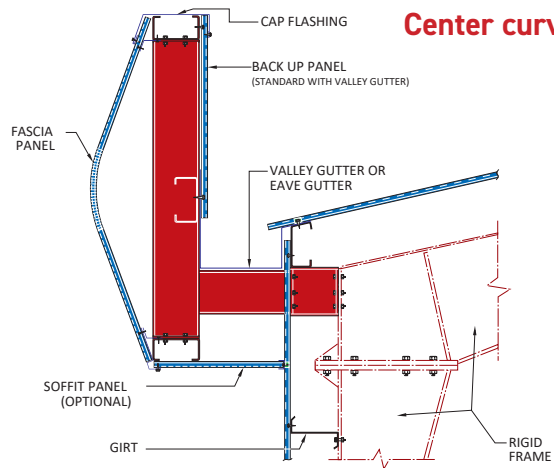 Center curv
CAP FLASHING
BACK UP PANEL
(STANDARD WITH VALLEY GUTTER)
FASCIA
PANEL
VALLEY GUTTER OR
EAVE GUTTER
SOFFIT PANEL
(OPTIONAL)
GIRT
RIGID
FRAME